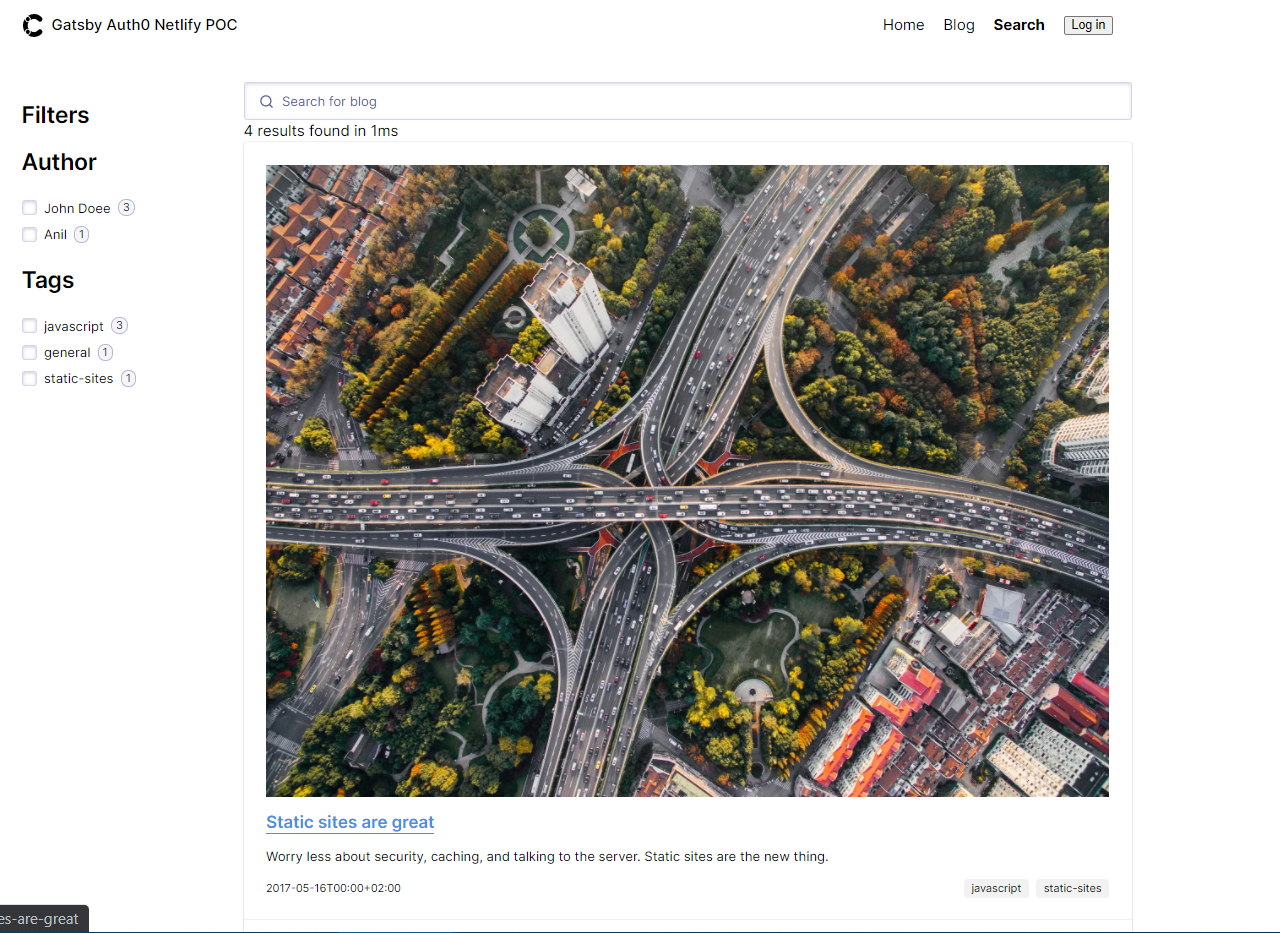 Gatsby Auth0 Netlify POC
Home Blog Search Log in
Filters
Author
John Doee 3
Anil 1
Tags
javascript 3
general 1
static-sites 1
Search for blog
4 results found in 1ms
Static sites are great
Worry less about security, caching, and talking to the server. Static sites are the new thing.
2017-05-16T00:00+02:00
javascript static-sites
es-are-great